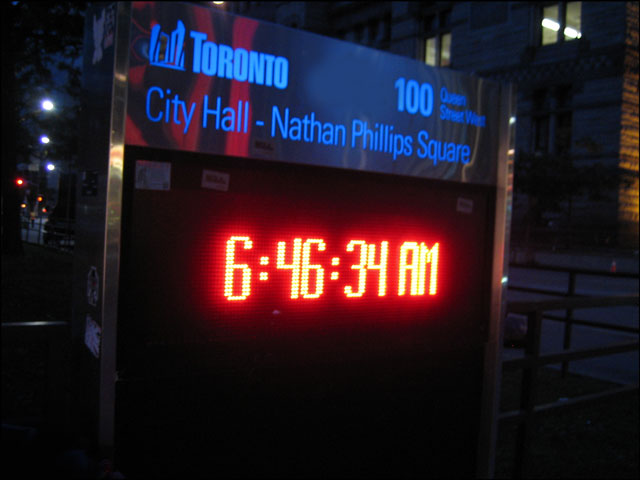 TORONTO
100 Queen Street West
City Hall - Nathan Phillips Square
6:46:34 AM